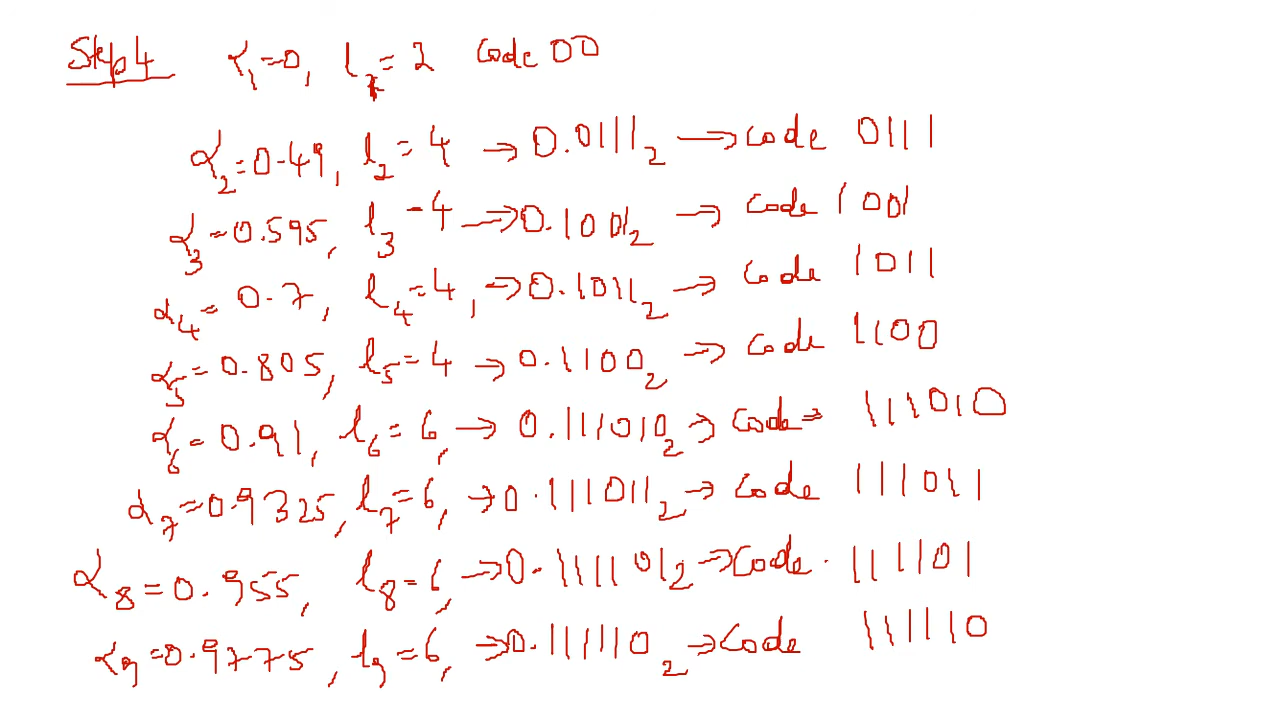 Step 4 α₁=0, l₁=2 Code 00
α₂=0.49, l₂=4 → 0.0111₂ → Code 0111
α₃=0.595, l₃=4 → 0.1001₂ → Code 1001
α₄=0.7, l₄=4, → 0.1011₂ → Code 1011
α₅=0.805, l₅=4 → 0.1100₂ → Code 1100
α₆=0.91, l₆=6, → 0.111010₂ → Code → 111010
α₇=0.9325, l₇=6, → 0.111011₂ → Code 111011
α₈=0.955, l₈=6, → 0.111101₂ → Code. 111101
α₉=0.9775, l₉=6, → 0.111110₂ → Code 111110